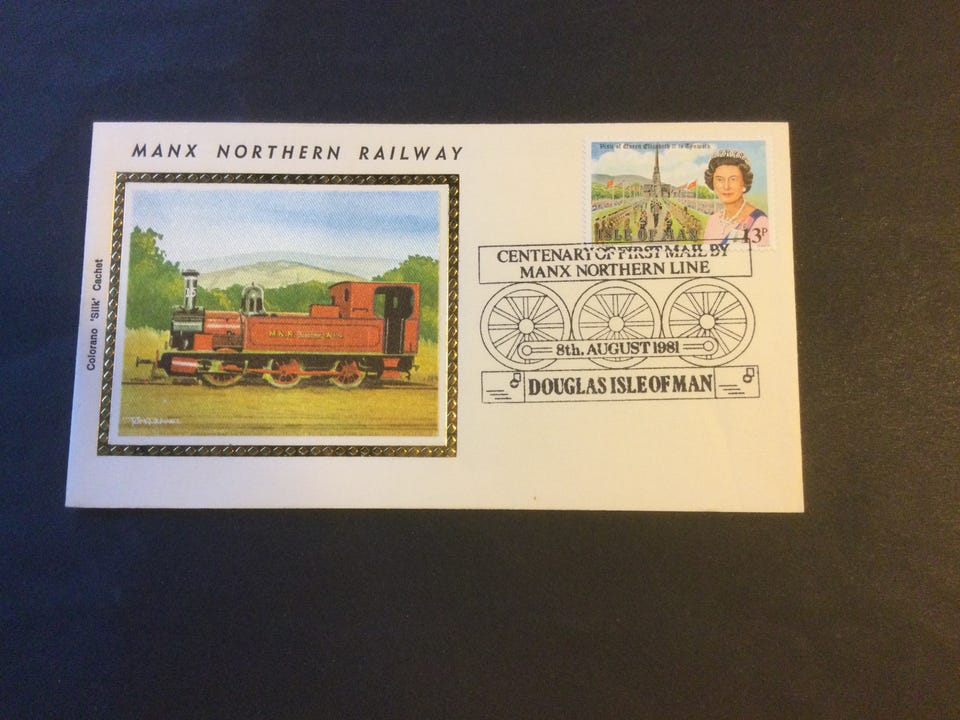 MANX NORTHERN RAILWAY
Colorano 'Silk' Cachet
Visit of Queen Elizabeth II to Tynwald
ISLE OF MAN
13P
CENTENARY OF FIRST MAIL BY
MANX NORTHERN LINE
8th. AUGUST 1981
DOUGLAS ISLE OF MAN